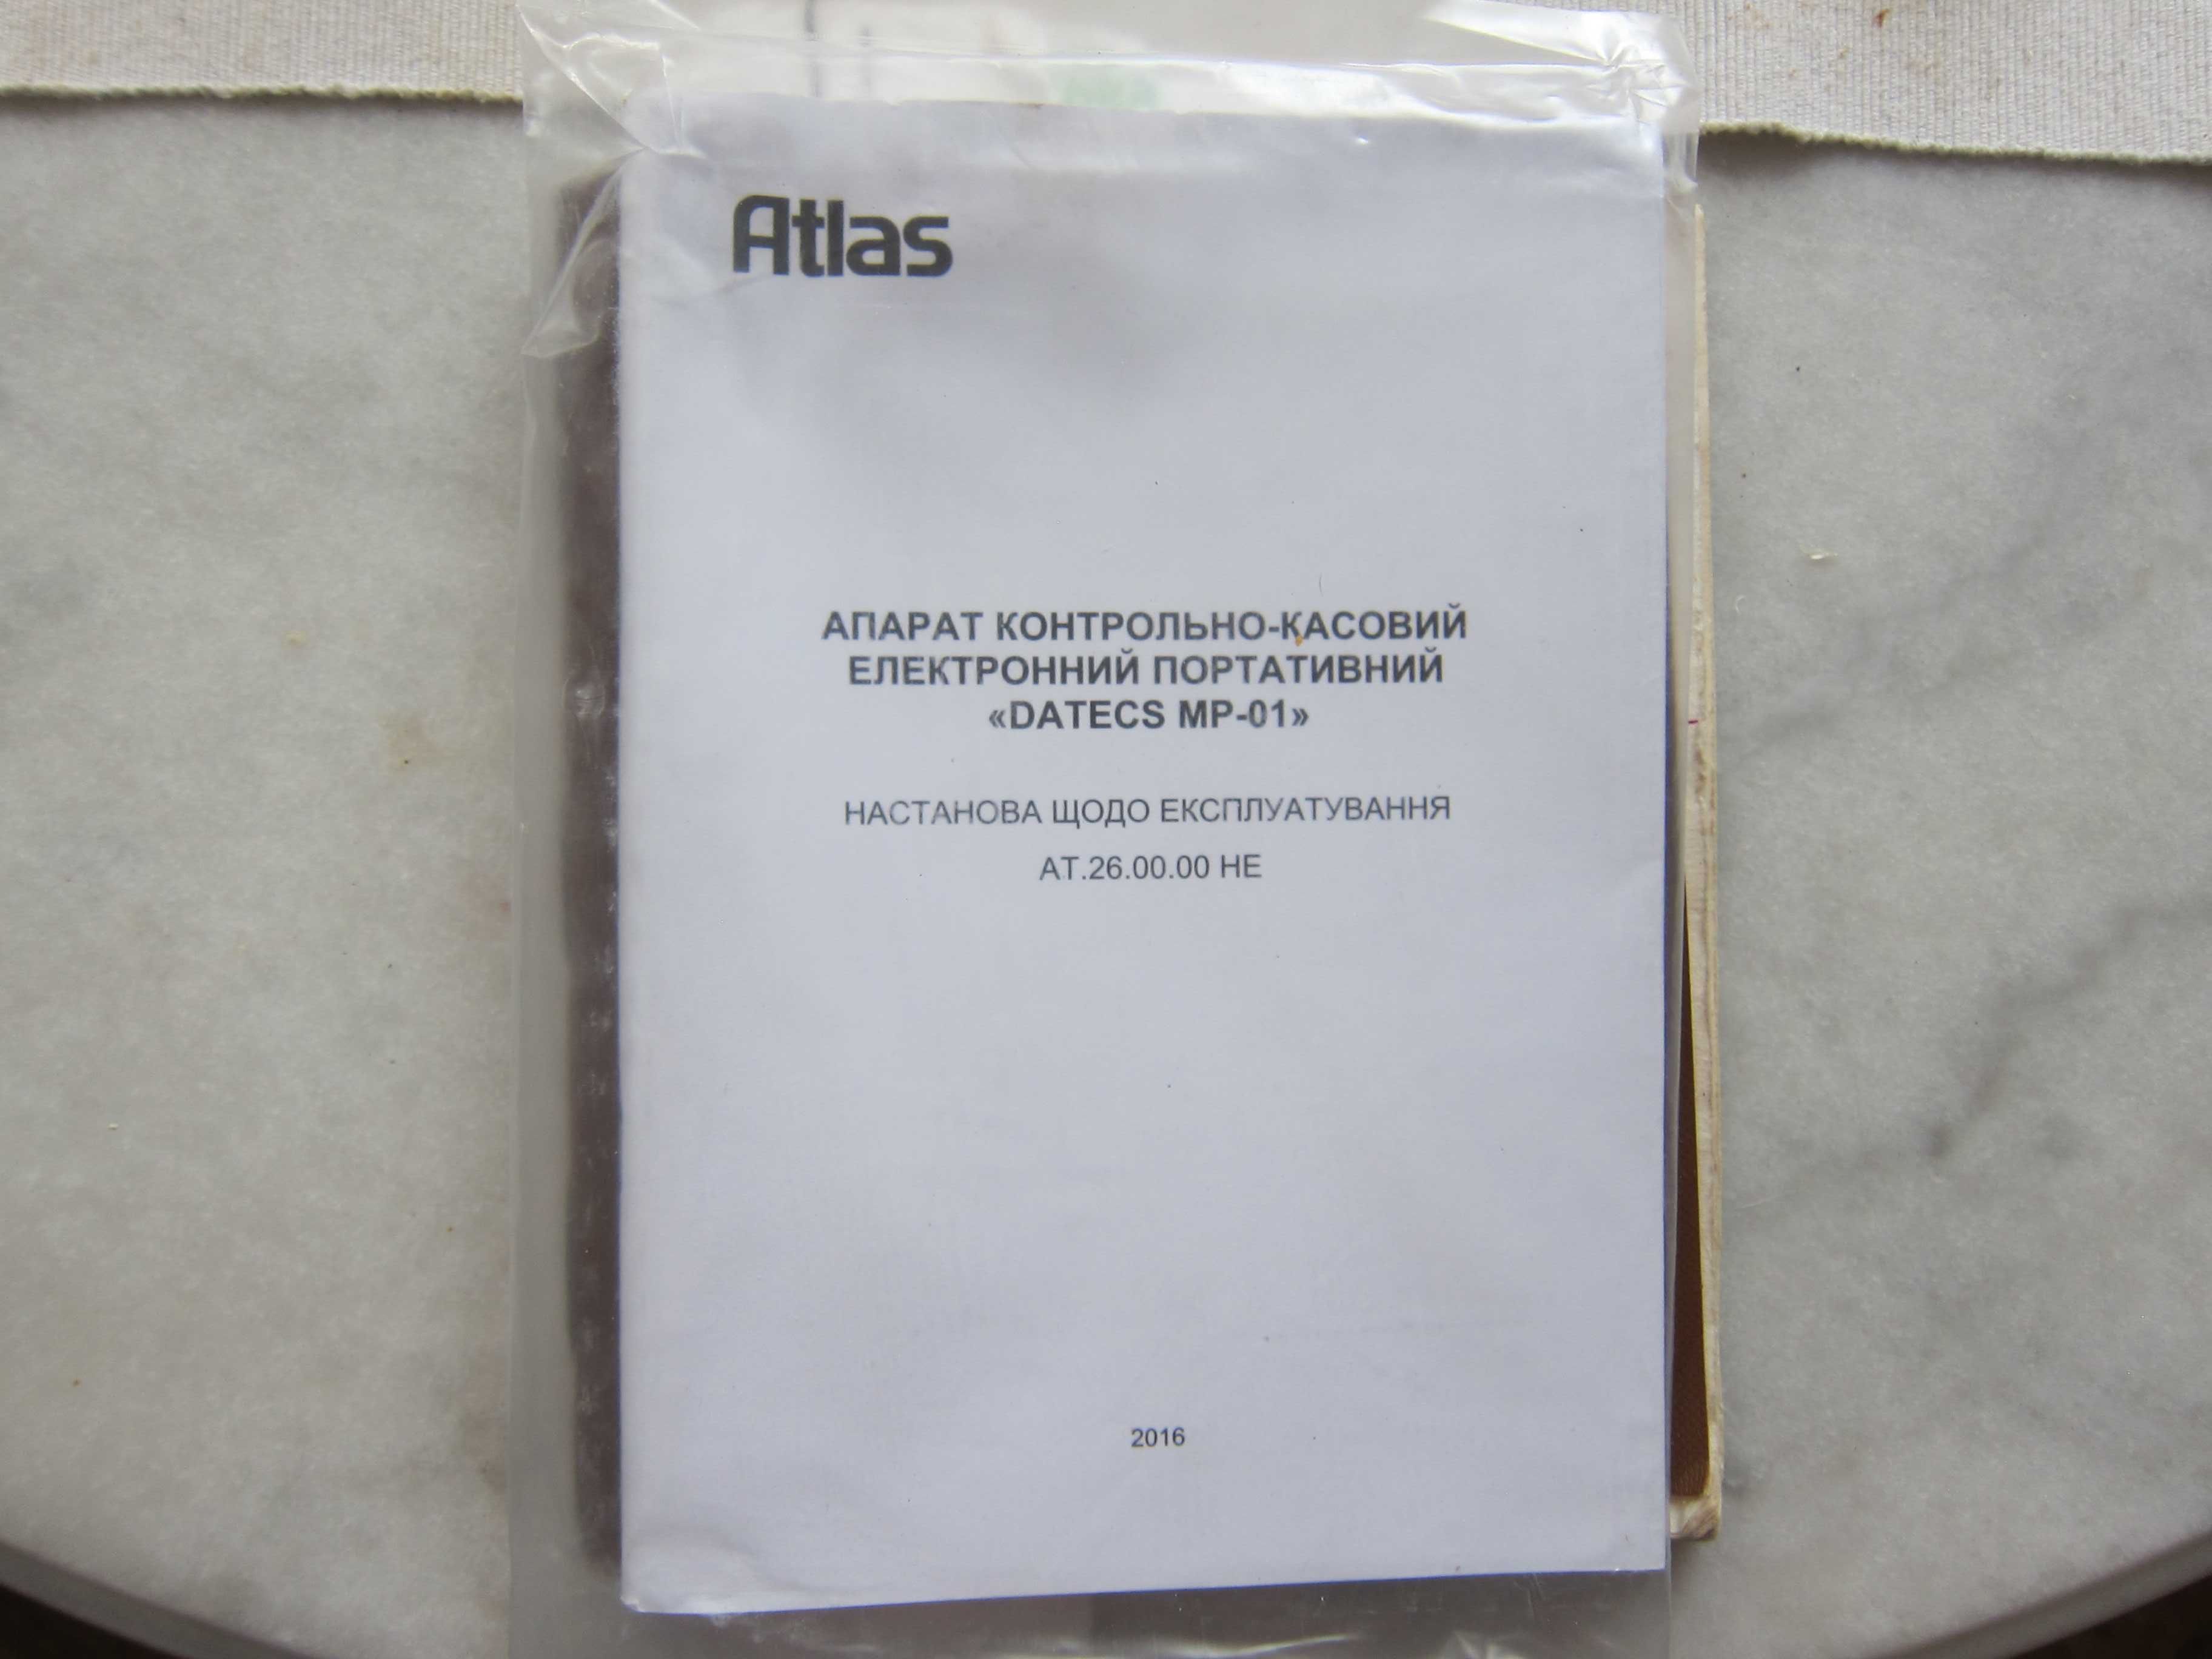 Atlas
АПАРАТ КОНТРОЛЬНО-КАСОВИЙ
ЕЛЕКТРОННИЙ ПОРТАТИВНИЙ
«DATECS MP-01»
НАСТАНОВА ЩОДО ЕКСПЛУАТУВАННЯ
АТ.26.00.00 НЕ
2016